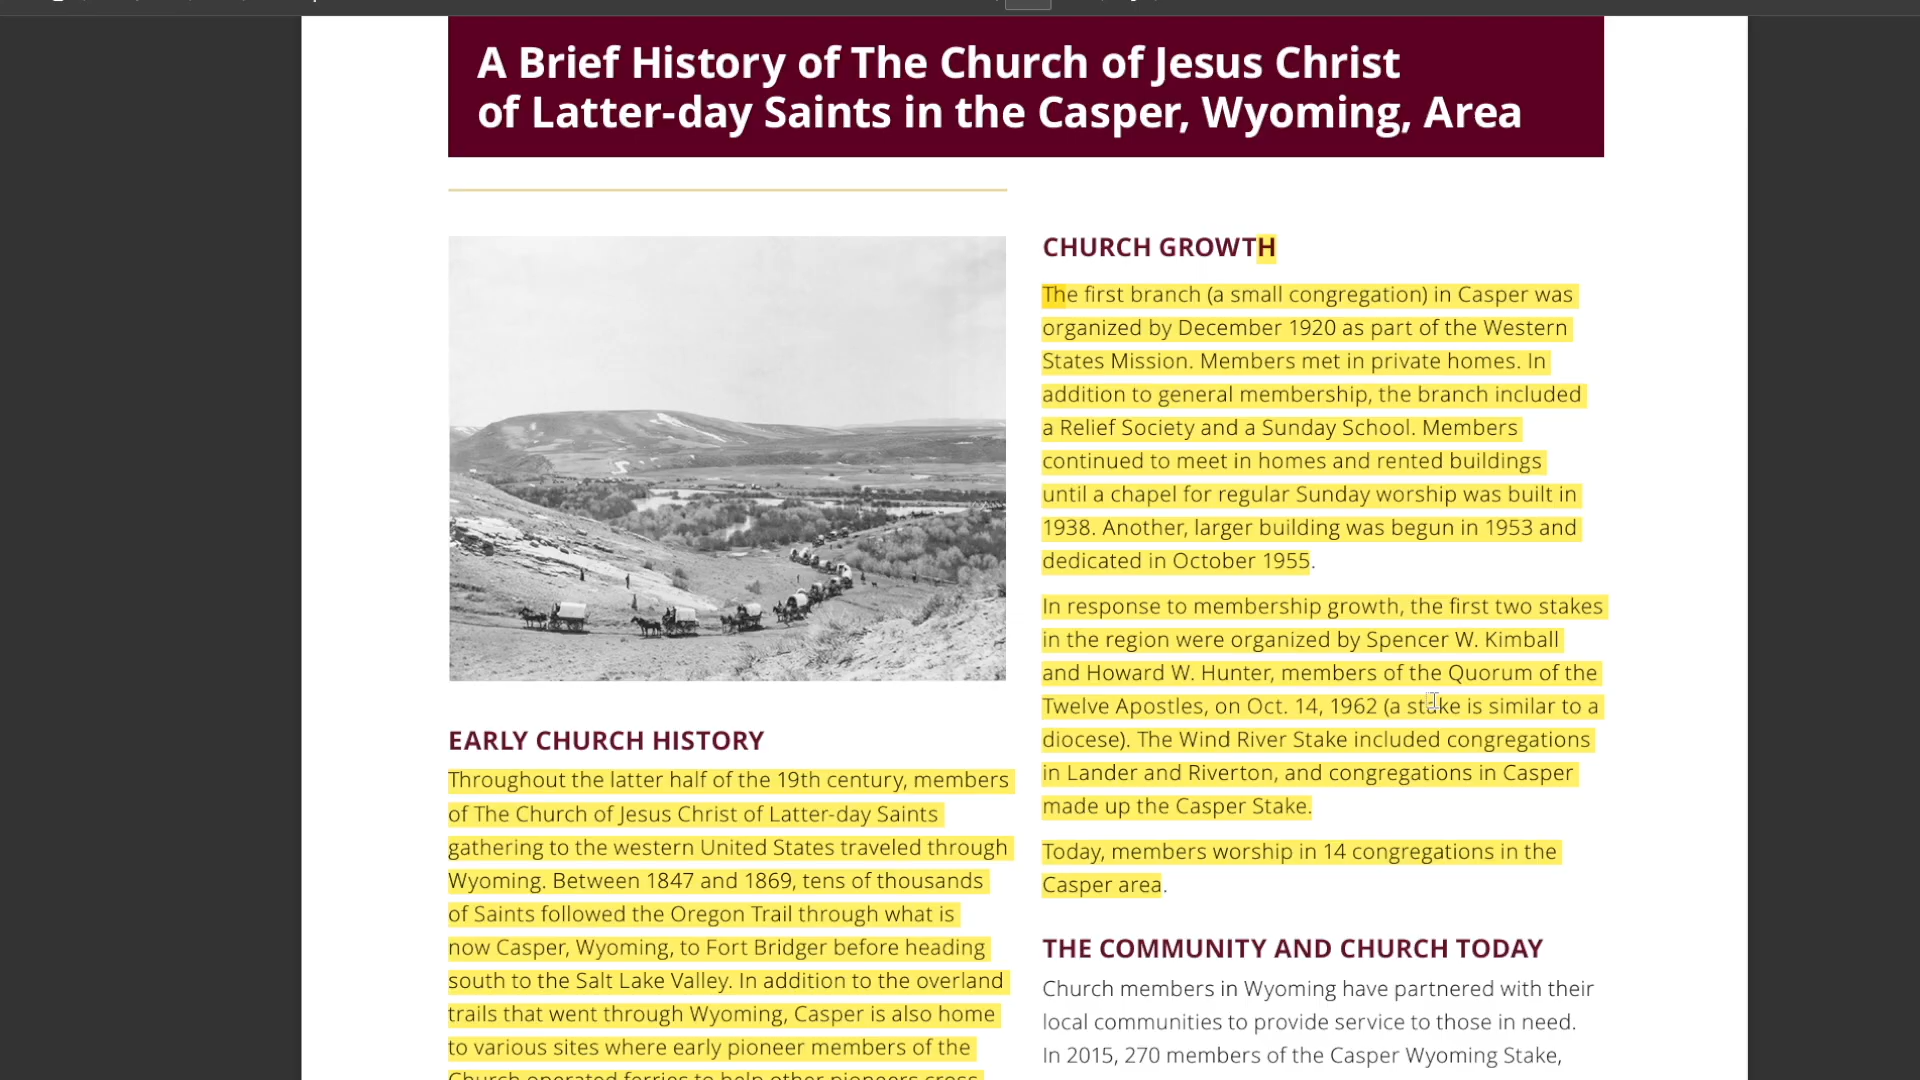 A Brief History of The Church of Jesus Christ
of Latter-day Saints in the Casper, Wyoming, Area
EARLY CHURCH HISTORY
Throughout the latter half of the 19th century, members
of The Church of Jesus Christ of Latter-day Saints
gathering to the western United States traveled through
Wyoming. Between 1847 and 1869, tens of thousands
of Saints followed the Oregon Trail through what is
now Casper, Wyoming, to Fort Bridger before heading
south to the Salt Lake Valley. In addition to the overland
trails that went through Wyoming, Casper is also home
to various sites where early pioneer members of the
Church operated ferries to help other pioneers cross
CHURCH GROWTH
The first branch (a small congregation) in Casper was
organized by December 1920 as part of the Western
States Mission. Members met in private homes. In
addition to general membership, the branch included
a Relief Society and a Sunday School. Members
continued to meet in homes and rented buildings
until a chapel for regular Sunday worship was built in
1938. Another, larger building was begun in 1953 and
dedicated in October 1955.
In response to membership growth, the first two stakes
in the region were organized by Spencer W. Kimball
and Howard W. Hunter, members of the Quorum of the
Twelve Apostles, on Oct. 14, 1962 (a stake is similar to a
diocese). The Wind River Stake included congregations
in Lander and Riverton, and congregations in Casper
made up the Casper Stake.
Today, members worship in 14 congregations in the
Casper area.
THE COMMUNITY AND CHURCH TODAY
Church members in Wyoming have partnered with their
local communities to provide service to those in need.
In 2015, 270 members of the Casper Wyoming Stake,